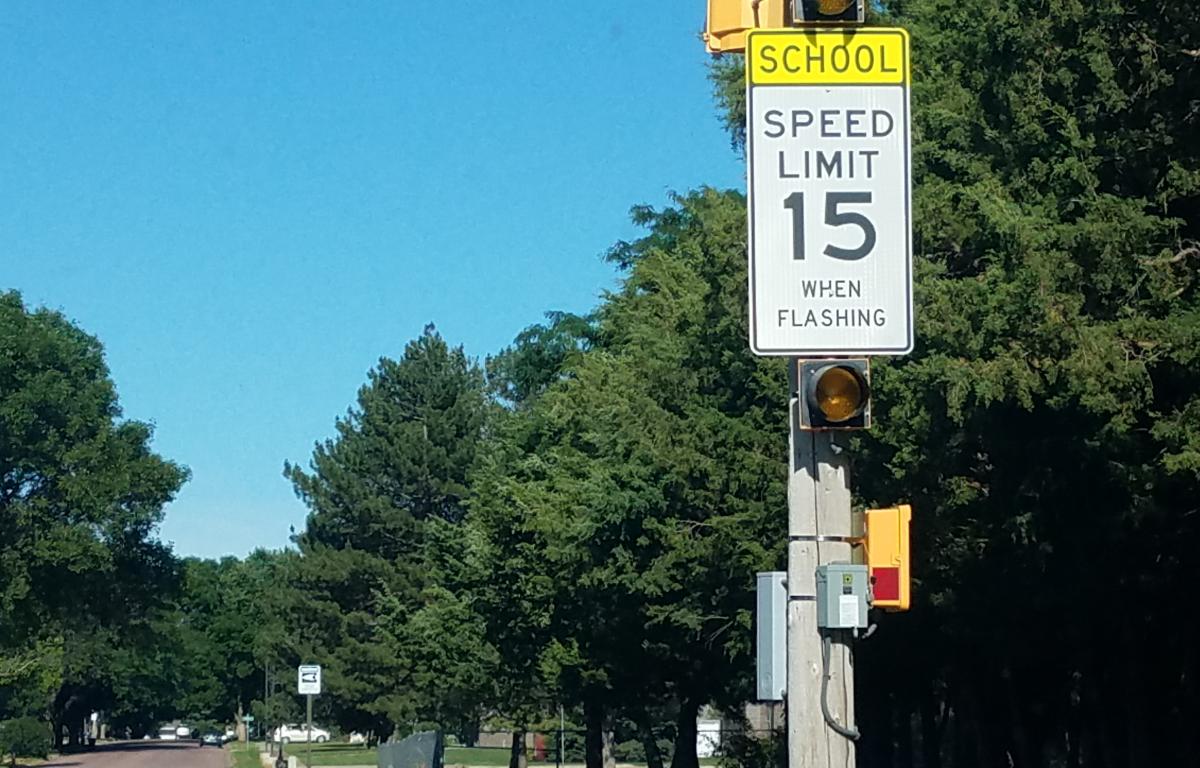 SCHOOL
SPEED
LIMIT
15
WHEN
FLASHING